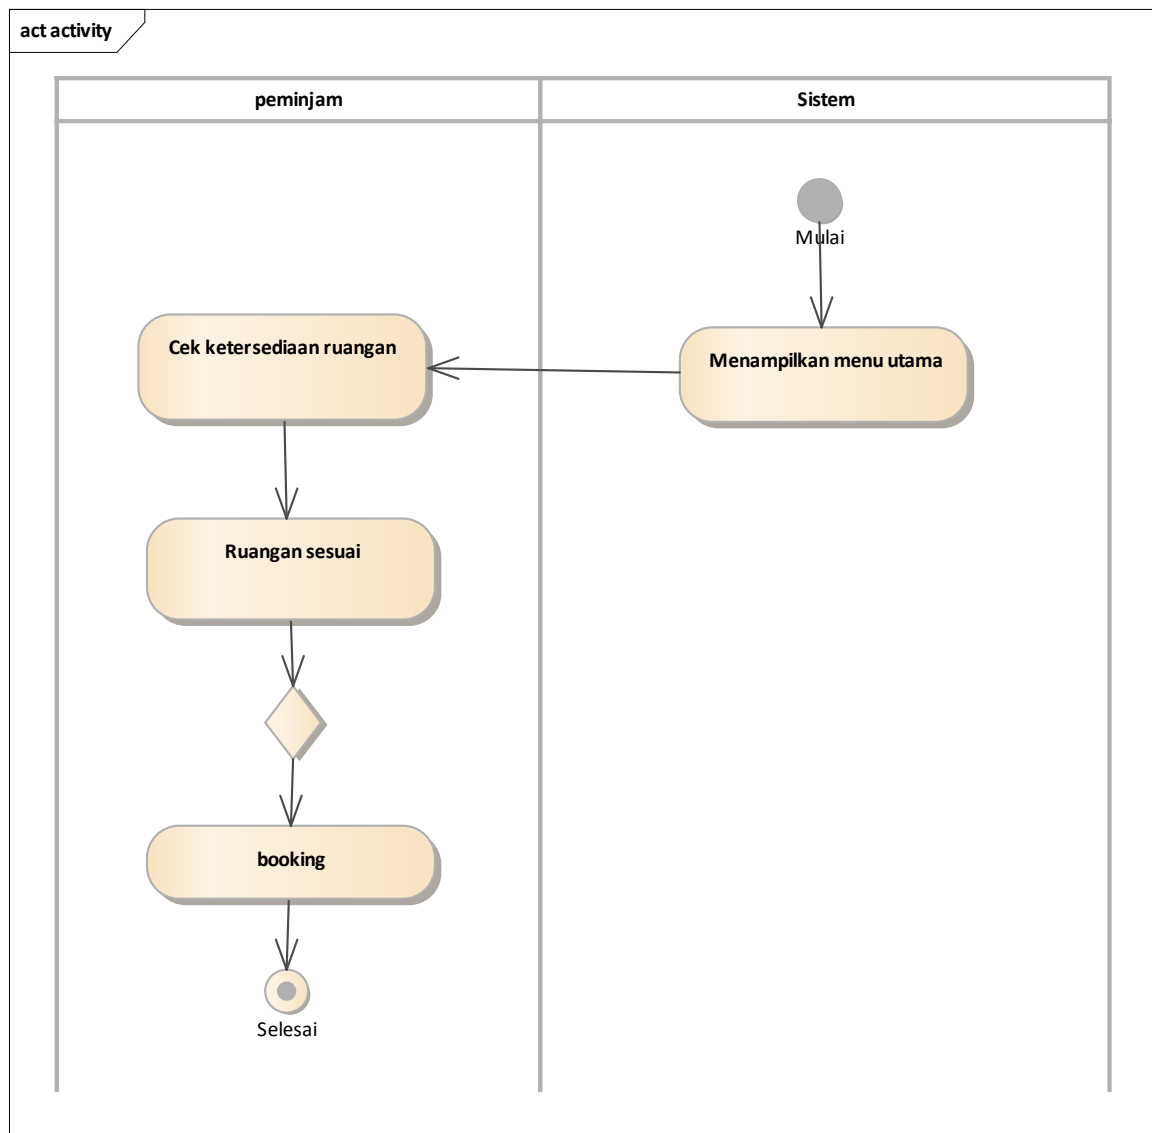 act activity
peminjam
Sistem
Mulai
Cek ketersediaan ruangan
Menampilkan menu utama
Ruangan sesuai
booking
Selesai